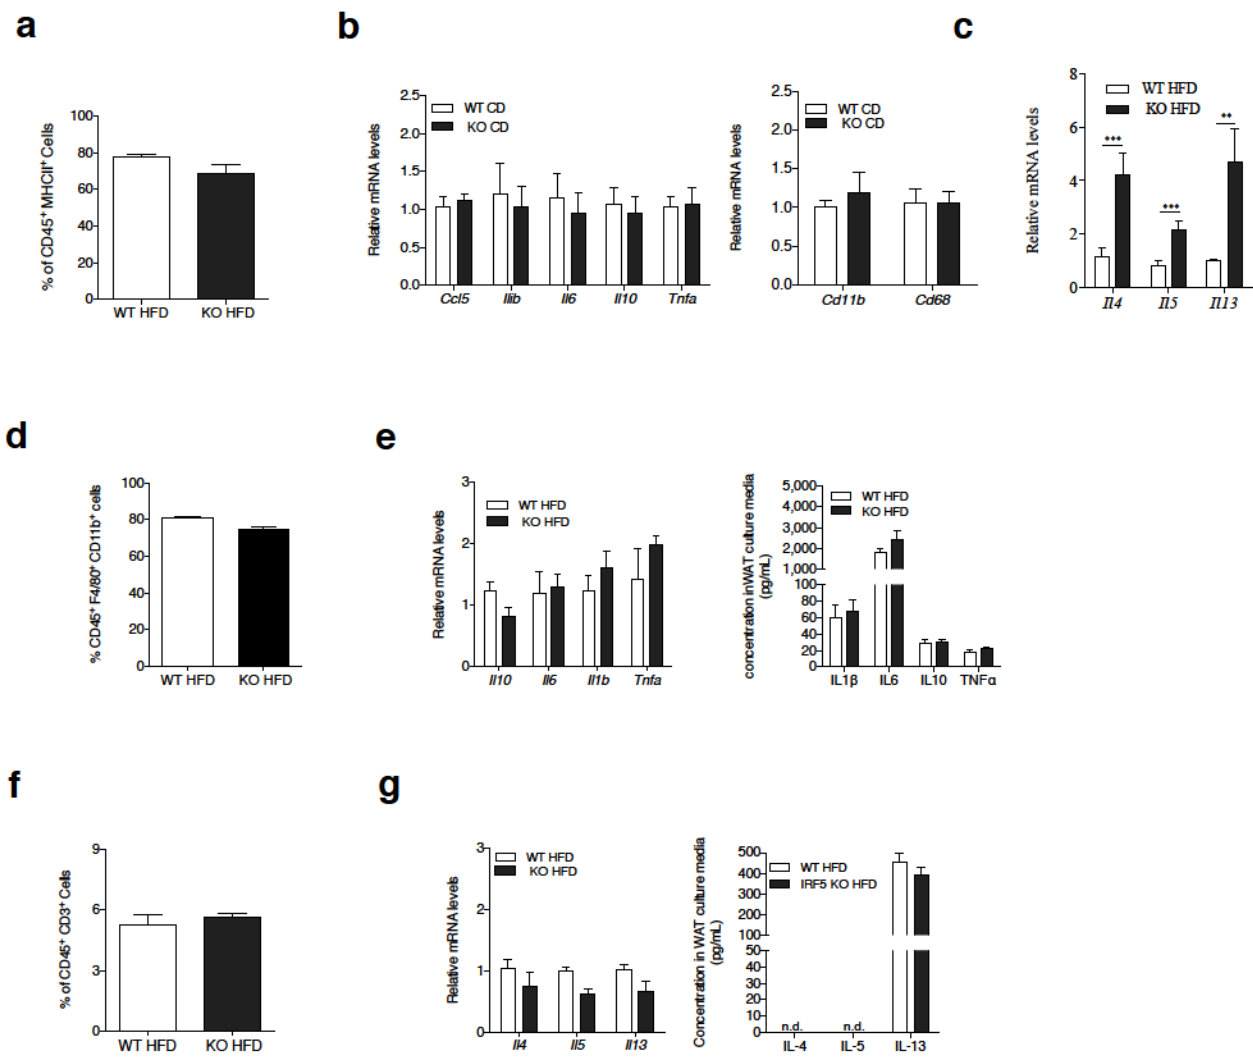 a
% of CD45⁺ MHCII⁺ Cells
100
80
60
40
20
0
WT HFD
KO HFD
b
Relative mRNA levels
2.5
2.0
1.5
1.0
0.5
0.0
WT CD
KO CD
Ccl5
Ilib
Il6
Il10
Tnfa
Relative mRNA levels
2.5
2.0
1.5
1.0
0.5
0.0
WT CD
KO CD
Cd11b
Cd68
c
Relative mRNA levels
8
6
4
2
0
WT HFD
KO HFD
***
***
**
Il4
Il5
Il13
d
% CD45⁺ F4/80⁺ CD11b⁺ cells
100
80
60
40
20
0
WT HFD
KO HFD
e
Relative mRNA levels
3
2
1
0
WT HFD
KO HFD
Il10
Il6
Il1b
Tnfa
concentration inWAT culture media
(pg/mL)
5,000
4,000
3,000
2,000
1,000
100
80
60
40
20
0
WT HFD
KO HFD
IL1β
IL6
IL10
TNFα
f
% of CD45⁺ CD3⁺ Cells
9
6
3
0
WT HFD
KO HFD
g
Relative mRNA levels
3
2
1
0
WT HFD
KO HFD
Il4
Il5
Il13
Concentration in WAT culture media
(pg/mL)
500
400
300
200
100
50
40
30
20
10
0
WT HFD
IRF5 KO HFD
n.d.
n.d.
IL-4
IL-5
IL-13